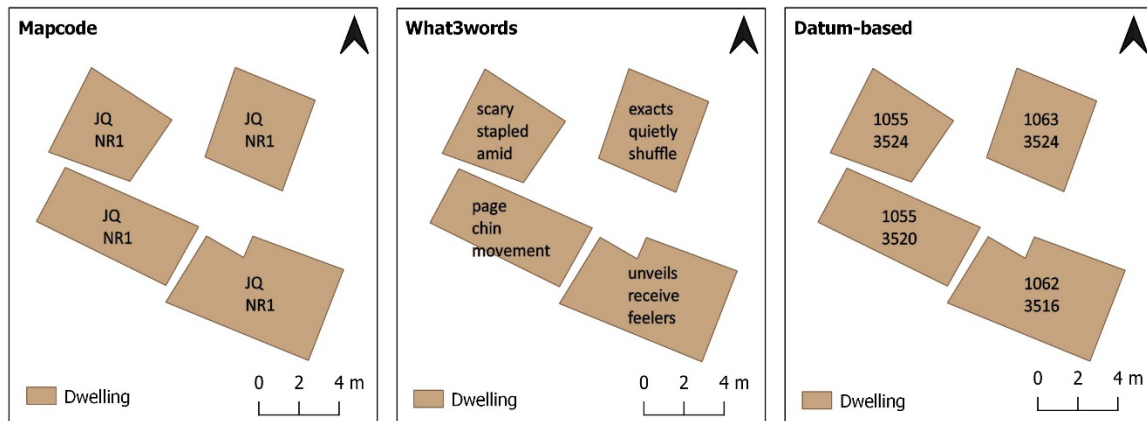 Mapcode
JQ
NR1
JQ
NR1
JQ
NR1
JQ
NR1
Dwelling
0 2 4 m
What3words
scary
stapled
amid
exacts
quietly
shuffle
page
chin
movement
unveils
receive
feelers
Dwelling
0 2 4 m
Datum-based
1055
3524
1063
3524
1055
3520
1062
3516
Dwelling
0 2 4 m